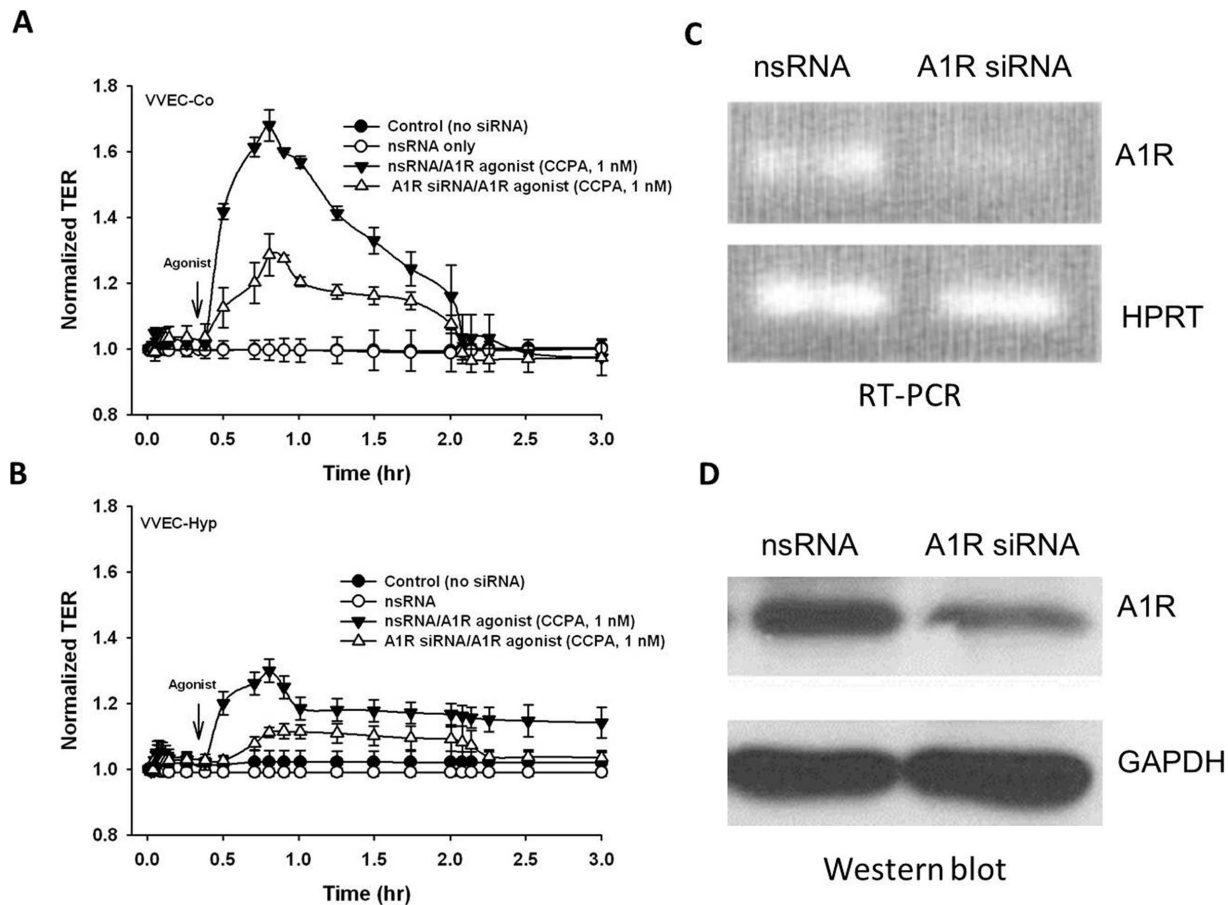 A
1.8
1.6
1.4
1.2
1.0
0.8
Normalized TER
VVEC-Co
Control (no siRNA)
nsRNA only
nsRNA/A1R agonist (CCPA, 1 nM)
A1R siRNA/A1R agonist (CCPA, 1 nM)
Agonist
0.0 0.5 1.0 1.5 2.0 2.5 3.0
Time (hr)
B
1.8
1.6
1.4
1.2
1.0
0.8
Normalized TER
VVEC-Hyp
Control (no siRNA)
nsRNA
nsRNA/A1R agonist (CCPA, 1 nM)
A1R siRNA/A1R agonist (CCPA, 1 nM)
Agonist
0.0 0.5 1.0 1.5 2.0 2.5 3.0
Time (hr)
C
nsRNA A1R siRNA
A1R
HPRT
RT-PCR
D
nsRNA A1R siRNA
A1R
GAPDH
Western blot